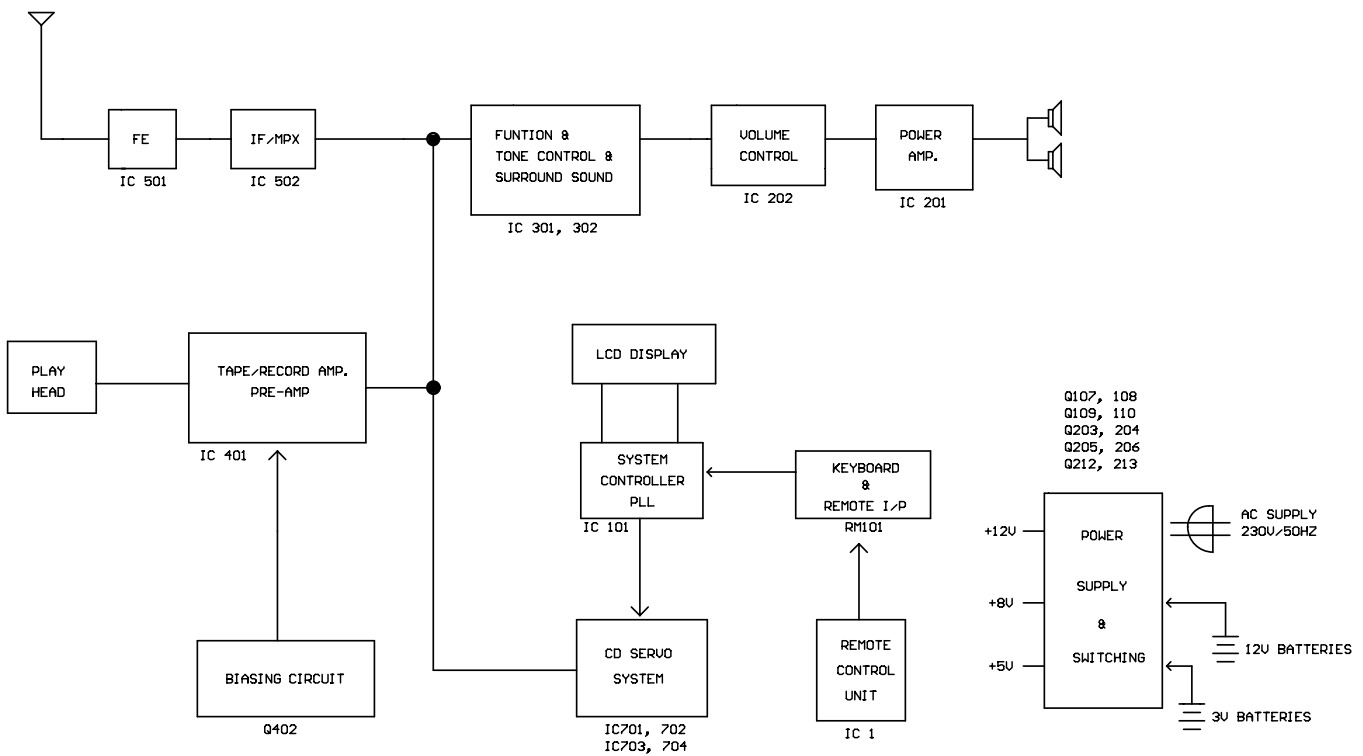 FE
IC 501
IF/MPX
IC 502
FUNTION &
TONE CONTROL &
SURROUND SOUND
IC 301, 302
VOLUME
CONTROL
IC 202
POWER
AMP.
IC 201
PLAY
HEAD
TAPE/RECORD AMP.
PRE-AMP
IC 401
BIASING CIRCUIT
Q402
LCD DISPLAY
SYSTEM
CONTROLLER
PLL
IC 101
KEYBOARD
&
REMOTE I/P
RM101
CD SERVO
SYSTEM
IC701, 702
IC703, 704
REMOTE
CONTROL
UNIT
IC 1
Q107, 108
Q109, 110
Q203, 204
Q205, 206
Q212, 213
+12V
+8V
+5V
POWER
SUPPLY
&
SWITCHING
AC SUPPLY
230V/50HZ
12V BATTERIES
3V BATTERIES